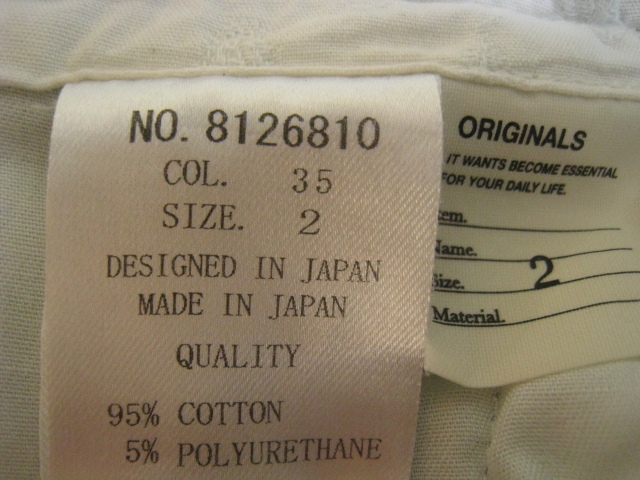 NO. 8126810
COL. 35
SIZE. 2
DESIGNED IN JAPAN
MADE IN JAPAN
QUALITY
95% COTTON
5% POLYURETHANE
ORIGINALS
IT WANTS BECOME ESSENTIAL
FOR YOUR DAILY LIFE.
Item.
Name.
Size. 2
Material.